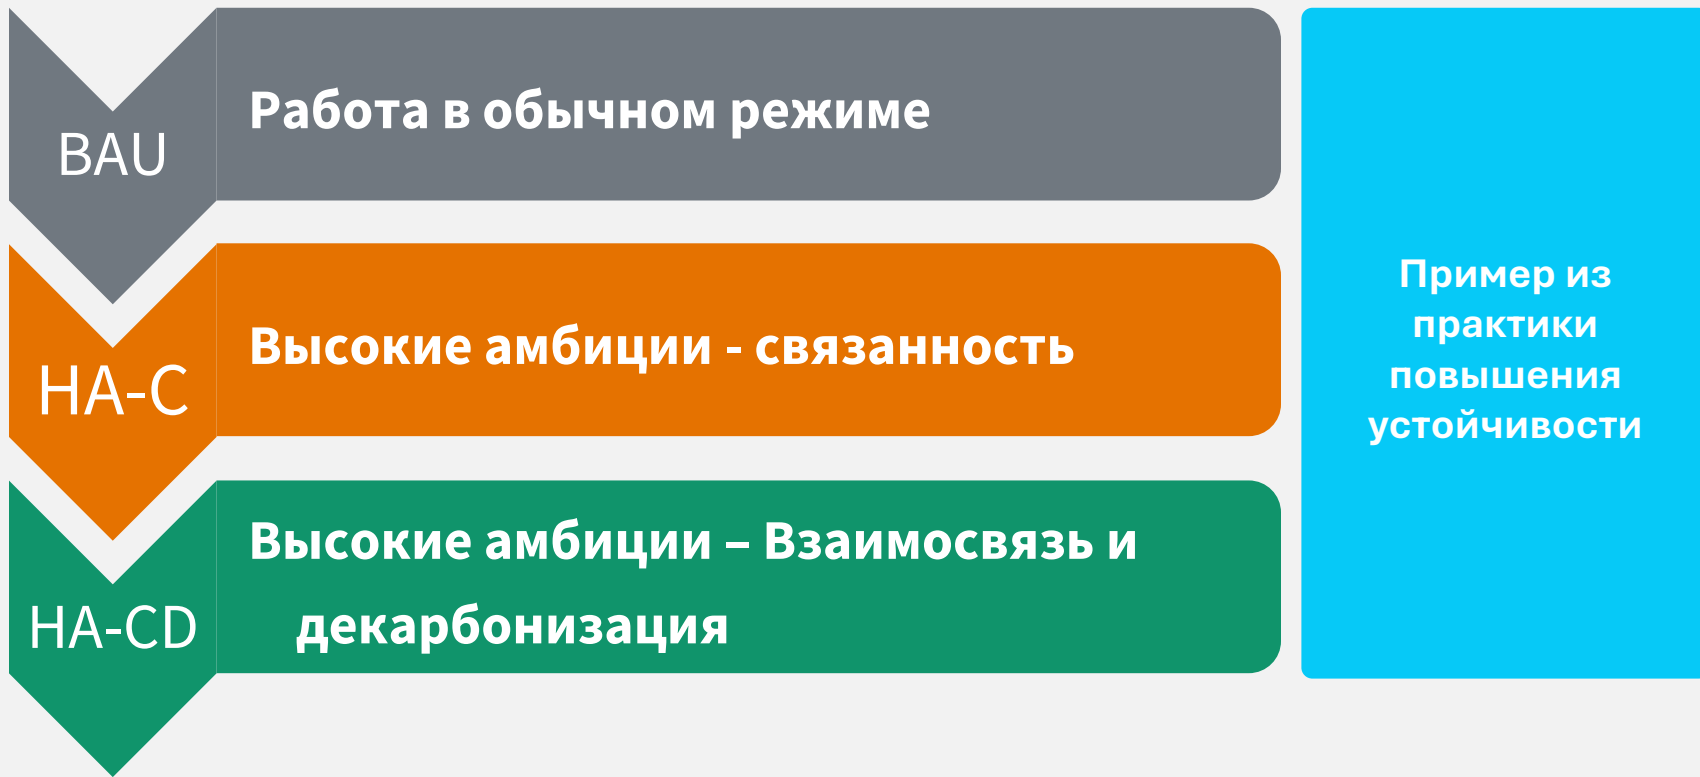 BAU
Работа в обычном режиме
HA-C
Высокие амбиции - связанность
HA-CD
Высокие амбиции – Взаимосвязь и
декарбонизация
Пример из
практики
повышения
устойчивости